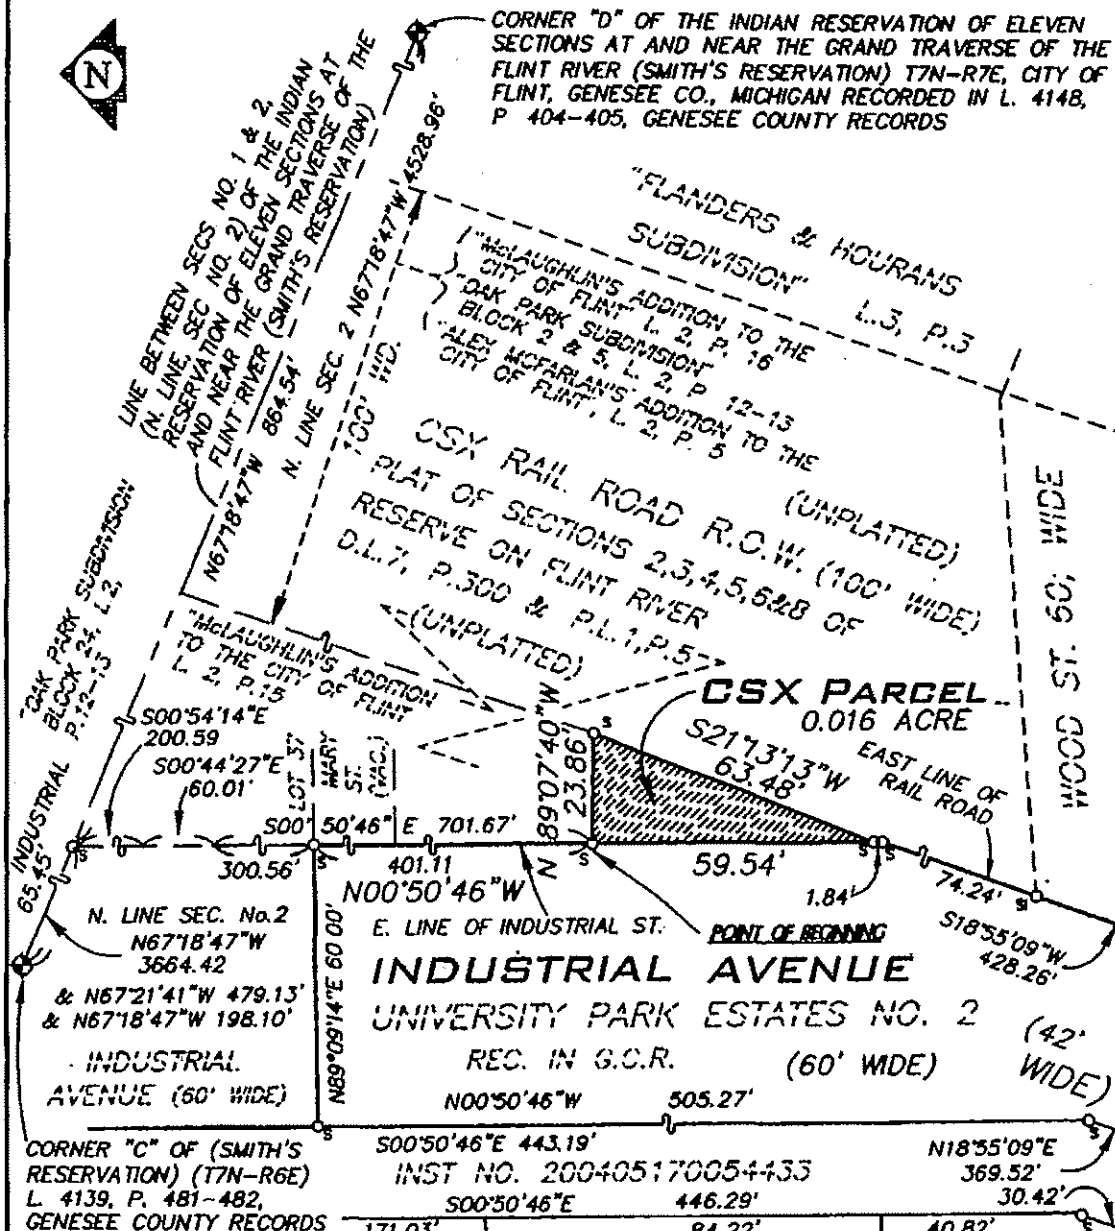 N
CORNER "D" OF THE INDIAN RESERVATION OF ELEVEN
SECTIONS AT AND NEAR THE GRAND TRAVERSE OF THE
FLINT RIVER (SMITH'S RESERVATION) T7N-R7E, CITY OF
FLINT, GENESEE CO., MICHIGAN RECORDED IN L. 4148,
P 404-405, GENESEE COUNTY RECORDS
LINE BETWEEN SECS NO. 1 & 2,
(N. LINE, SEC NO. 2) OF THE INDIAN
RESERVATION OF ELEVEN SECTIONS AT
AND NEAR THE GRAND TRAVERSE OF THE
FLINT RIVER (SMITH'S RESERVATION)
N67°18'47"W 864.54'
N. LINE SEC. 2 N67°18'47"W 4528.96'
100' WD.
"FLANDERS & HOURANS
SUBDIVISION" L.3, P.3
"McLAUGHLIN'S ADDITION TO THE
CITY OF FLINT" L. 2, P. 16
"OAK PARK SUBDIVISION"
BLOCK 2 & 5, L. 2, P 12-13
"ALEX MCFARLAN'S ADDITION TO THE
CITY OF FLINT", L. 2, P. 5
CSX RAIL ROAD R.O.W. (100' WIDE)
(UNPLATTED)
PLAT OF SECTIONS 2,3,4,5,6&8 OF
RESERVE ON FLINT RIVER
D.L.7, P.300 & P.L.1,P.57
(UNPLATTED)
WOOD ST. 60' WIDE
"OAK PARK SUBDIVISION
BLOCK 24, L.2,
P.12-13
"McLAUGHLIN'S ADDITION
TO THE CITY OF FLINT
L. 2, P.15
CSX PARCEL
0.016 ACRE
S21°13'13"W
63.48'
EAST LINE OF
RAIL ROAD
N 89°07'40"W
23.86'
S00°54'14"E
200.59
S00°44'27"E
60.01'
LOT 37
MARY
ST.
(VAC.)
S00°50'46" E 701.67'
INDUSTRIAL
65.45'
300.56'
401.11
59.54'
1.84'
74.24'
N00°50'46"W
E. LINE OF INDUSTRIAL ST.
POINT OF BEGINNING
S18°55'09"W
428.26'
N. LINE SEC. No.2
N67°18'47"W
3664.42
& N67°21'41"W 479.13'
& N67°18'47"W 198.10'
INDUSTRIAL
AVENUE (60' WIDE)
N89°09'14"E 60 00'
INDUSTRIAL AVENUE
UNIVERSITY PARK ESTATES NO. 2
REC. IN G.C.R. (60' WIDE)
(42'
WIDE)
N00°50'46"W 505.27'
CORNER "C" OF (SMITH'S
RESERVATION) (T7N-R6E)
L. 4139, P. 481-482,
GENESEE COUNTY RECORDS
S00°50'46"E 443.19'
INST NO. 200405170054433
S00°50'46"E 446.29'
N18°55'09"E
369.52'
30.42'
171.03' 84.22' 40.82'
S
S
S
S
S
S
S
S